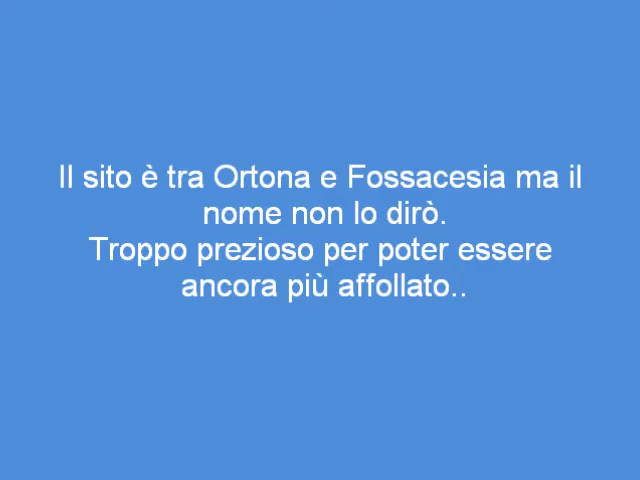 Il sito è tra Ortona e Fossacesia ma il
nome non lo dirò.
Troppo prezioso per poter essere
ancora più affollato..